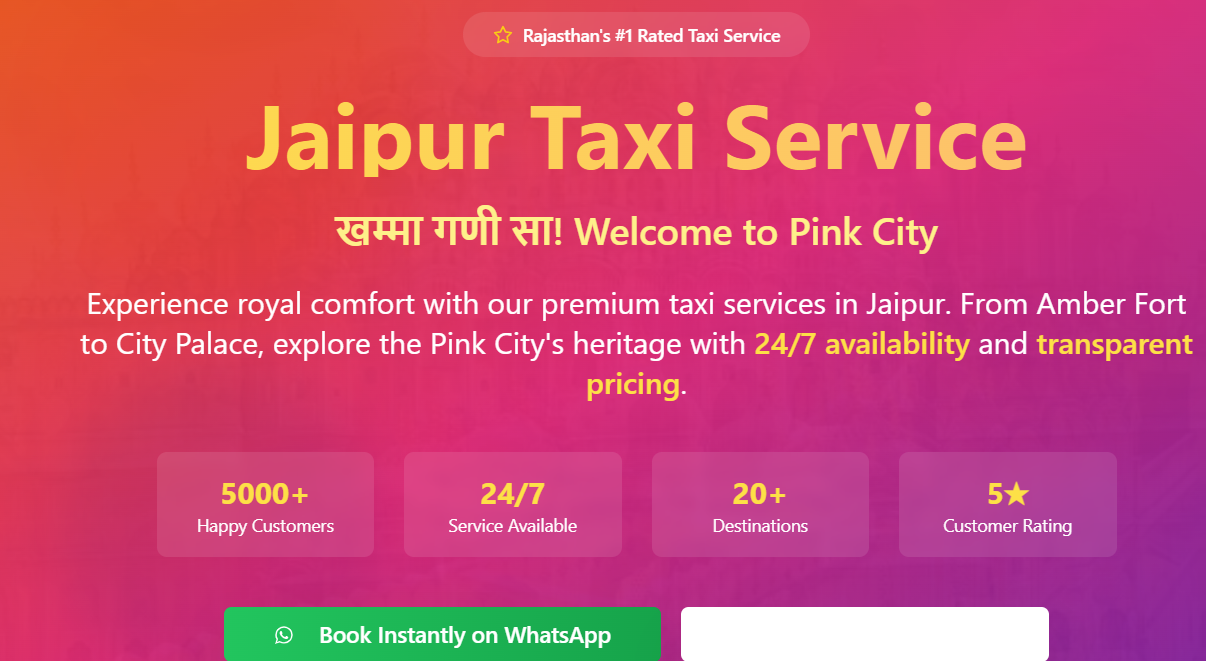 Rajasthan's #1 Rated Taxi Service
Jaipur Taxi Service
खम्मा गणी सा! Welcome to Pink City
Experience royal comfort with our premium taxi services in Jaipur. From Amber Fort
to City Palace, explore the Pink City's heritage with 24/7 availability and transparent
pricing.
5000+
Happy Customers
24/7
Service Available
20+
Destinations
5★
Customer Rating
Book Instantly on WhatsApp